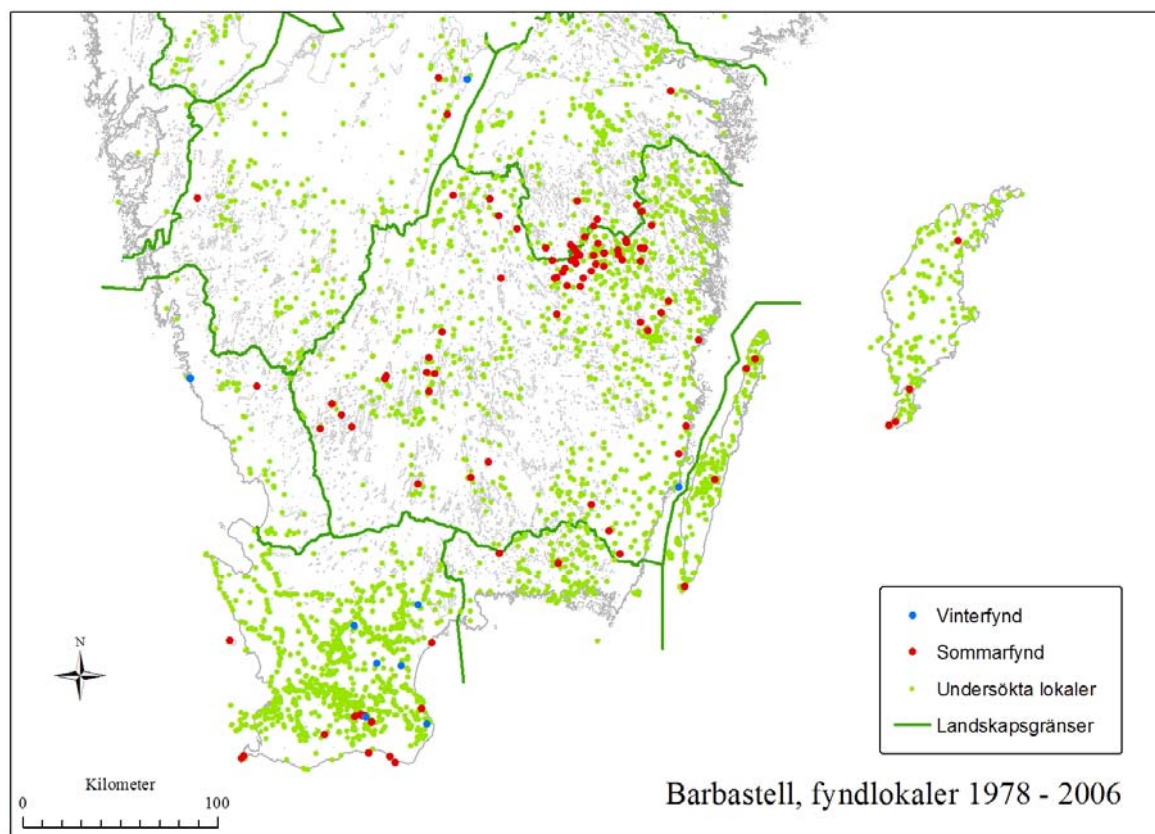 N
Kilometer
0 100
Vinterfynd
Sommarfynd
Undersökta lokaler
Landskapsgränser
Barbastell, fyndlokaler 1978 - 2006